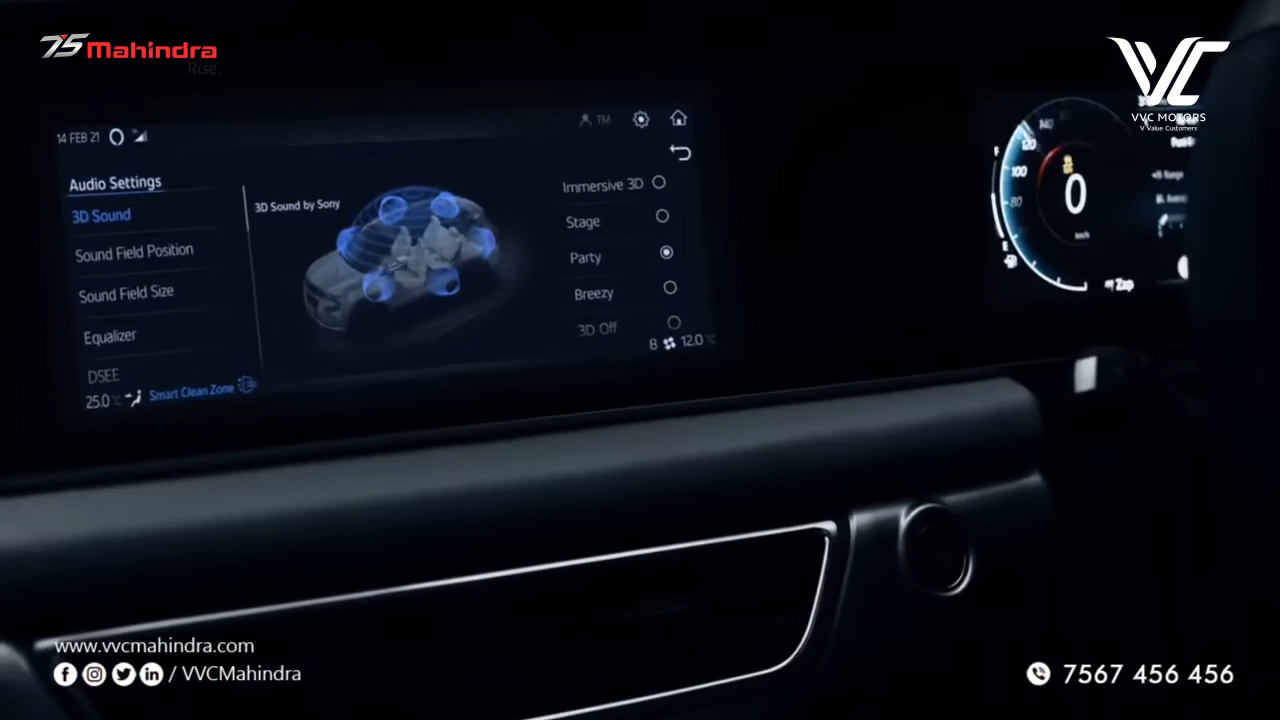 75 Mahindra
Rise.
VVC MOTORS
V Value Customers
14 FEB 21
TM
Audio Settings
3D Sound
Sound Field Position
Sound Field Size
Equalizer
DSEE
25.0 °C
Smart Clean Zone
3D Sound by Sony
Immersive 3D
Stage
Party
Breezy
3D Off
8 12.0 °C
140
120
100
80
F
E
0
km/h
Range
Zap
www.vvcmahindra.com
/ VVCMahindra
7567 456 456